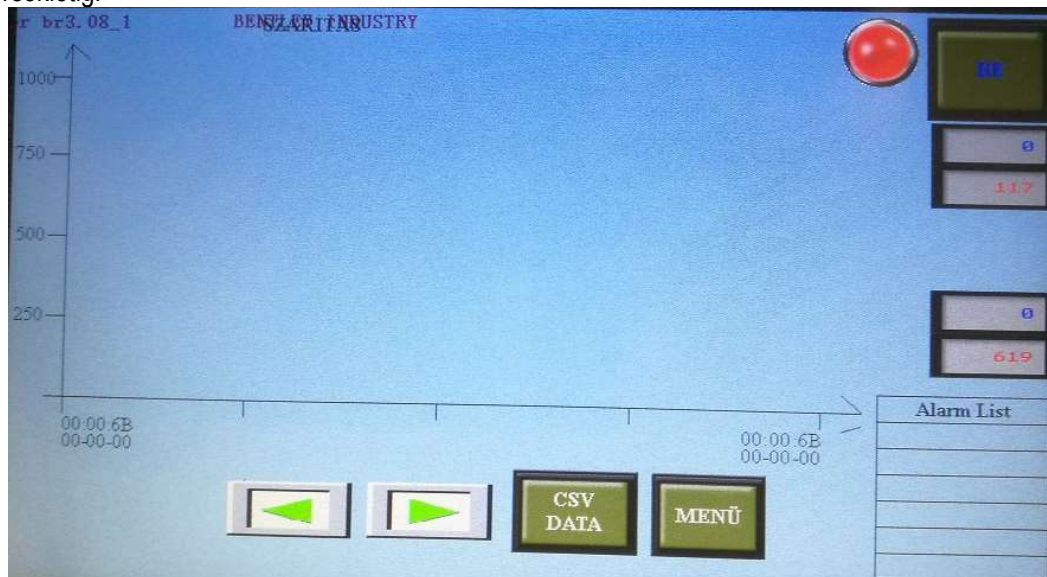 br3.08_1
SZARITAS
INDUSTRY
1000
750
500
250
0
117
0
619
00:00:6B
00-00-00
00:00:6B
00-00-00
Alarm List
CSV
DATA
MENÜ